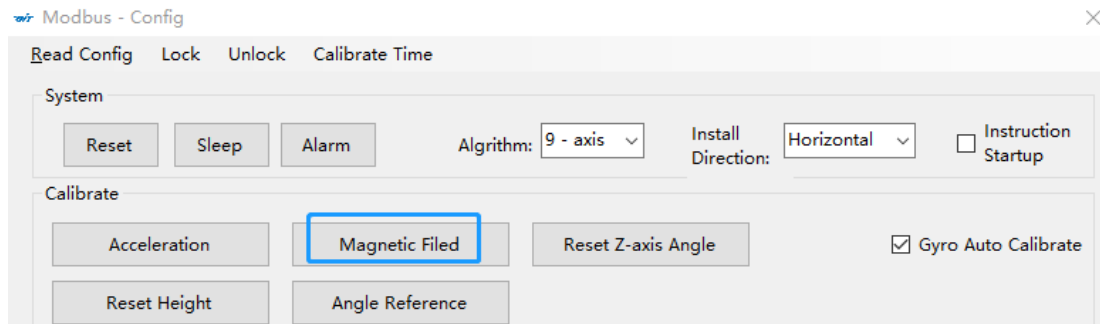 Modbus - Config
Read Config Lock Unlock Calibrate Time
System
Reset Sleep Alarm Algrithm: 9 - axis Install Direction: Horizontal Instruction Startup
Calibrate
Acceleration Magnetic Filed Reset Z-axis Angle Gyro Auto Calibrate
Reset Height Angle Reference